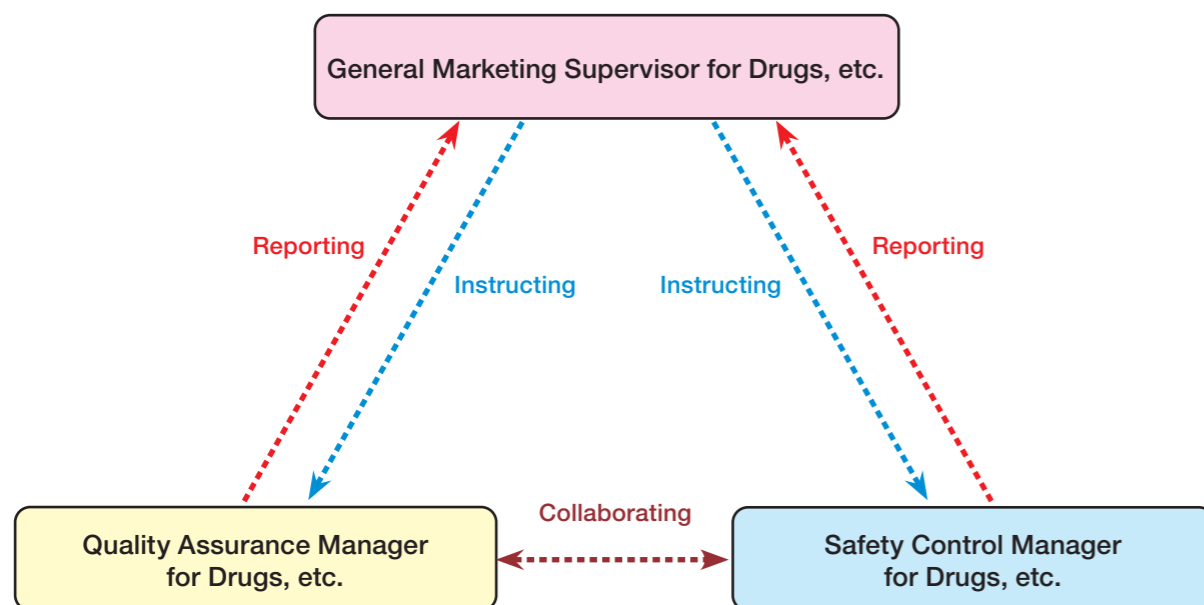 General Marketing Supervisor for Drugs, etc.
Reporting
Instructing
Instructing
Reporting
Collaborating
Quality Assurance Manager
for Drugs, etc.
Safety Control Manager
for Drugs, etc.